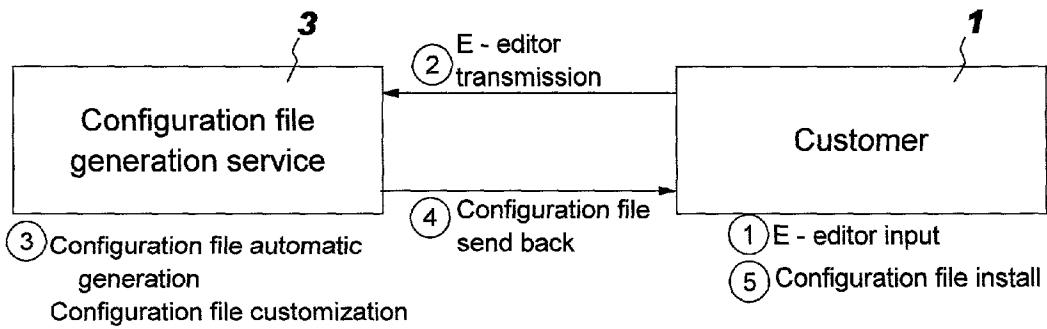 3
1
② E - editor
transmission
Configuration file
generation service
Customer
④ Configuration file
send back
③ Configuration file automatic
generation
Configuration file customization
① E - editor input
⑤ Configuration file install